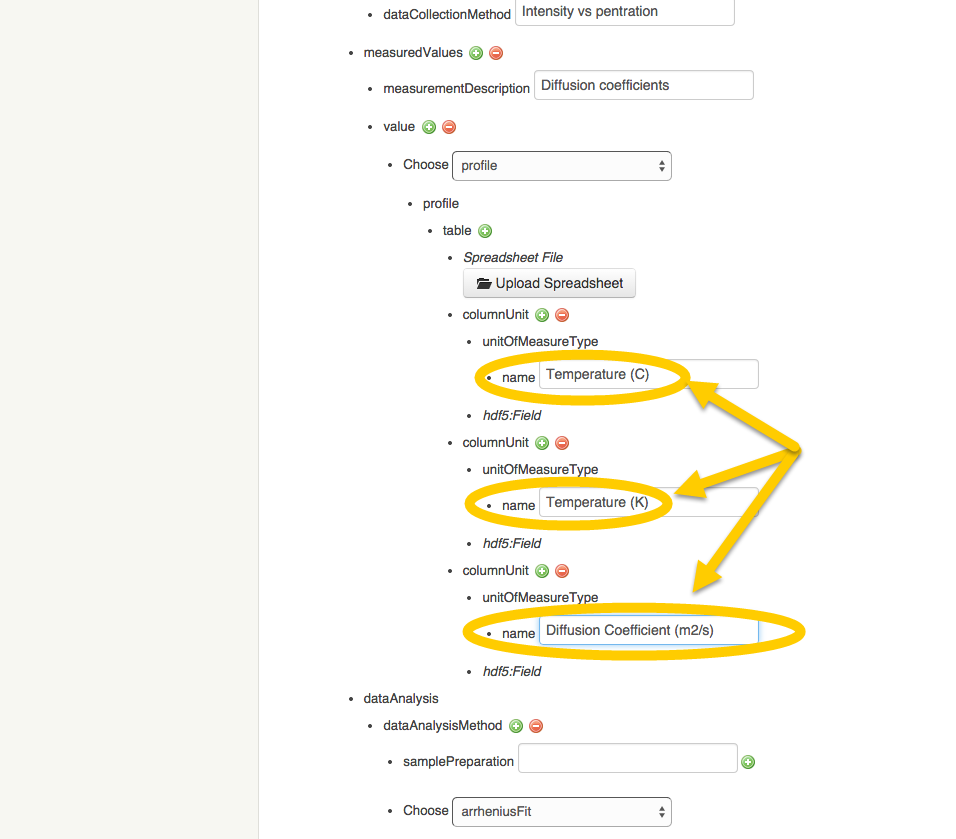 dataCollectionMethod Intensity vs pentration
measuredValues
measurementDescription Diffusion coefficients
value
Choose profile
profile
table
Spreadsheet File
Upload Spreadsheet
columnUnit
unitOfMeasureType
name Temperature (C)
hdf5:Field
columnUnit
unitOfMeasureType
name Temperature (K)
hdf5:Field
columnUnit
unitOfMeasureType
name Diffusion Coefficient (m2/s)
hdf5:Field
dataAnalysis
dataAnalysisMethod
samplePreparation
Choose arrheniusFit